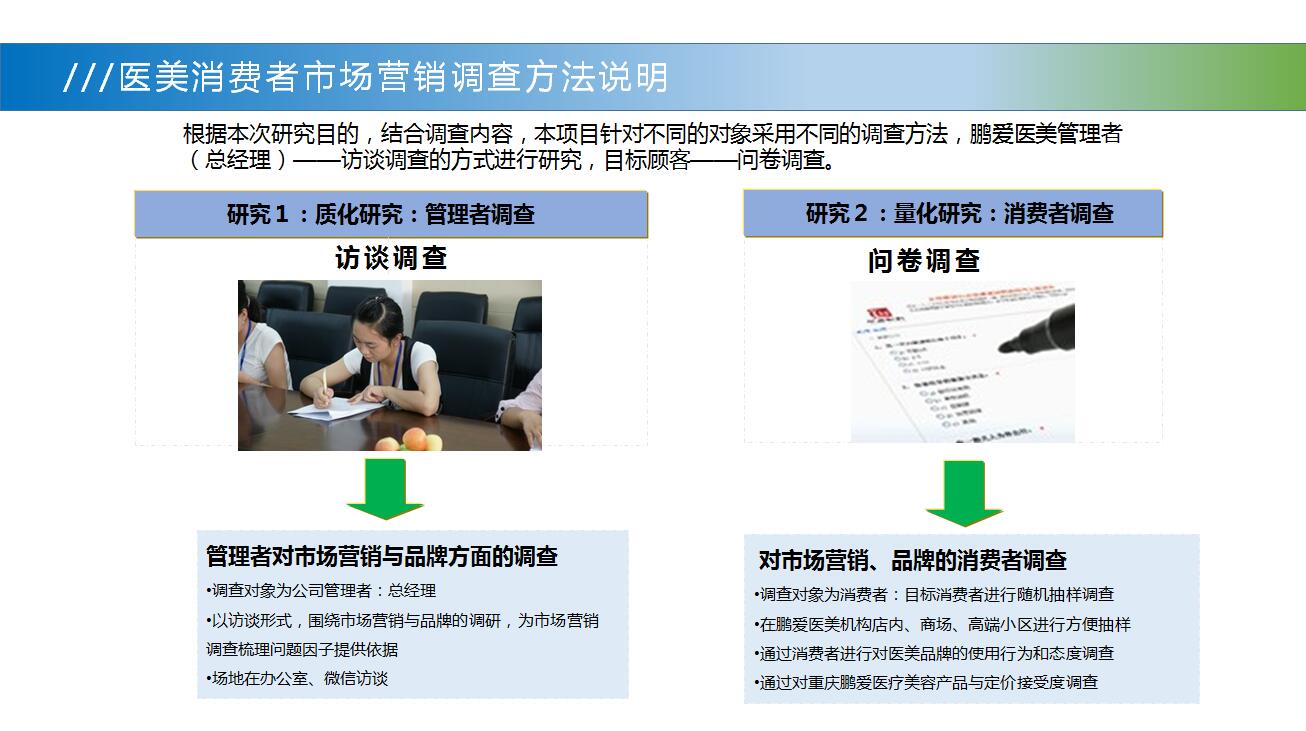 ///医美消费者市场营销调查方法说明
根据本次研究目的，结合调查内容，本项目针对不同的对象采用不同的调查方法，鹏爱医美管理者
（总经理）——访谈调查的方式进行研究，目标顾客——问卷调查。
研究1：质化研究：管理者调查
访谈调查
管理者对市场营销与品牌方面的调查
•调查对象为公司管理者：总经理
•以访谈形式，围绕市场营销与品牌的调研，为市场营销
调查梳理问题因子提供依据
•场地在办公室、微信访谈
研究2：量化研究：消费者调查
问卷调查
对市场营销、品牌的消费者调查
•调查对象为消费者：目标消费者进行随机抽样调查
•在鹏爱医美机构店内、商场、高端小区进行方便抽样
•通过消费者进行对医美品牌的使用行为和态度调查
•通过对重庆鹏爱医疗美容产品与定价接受度调查